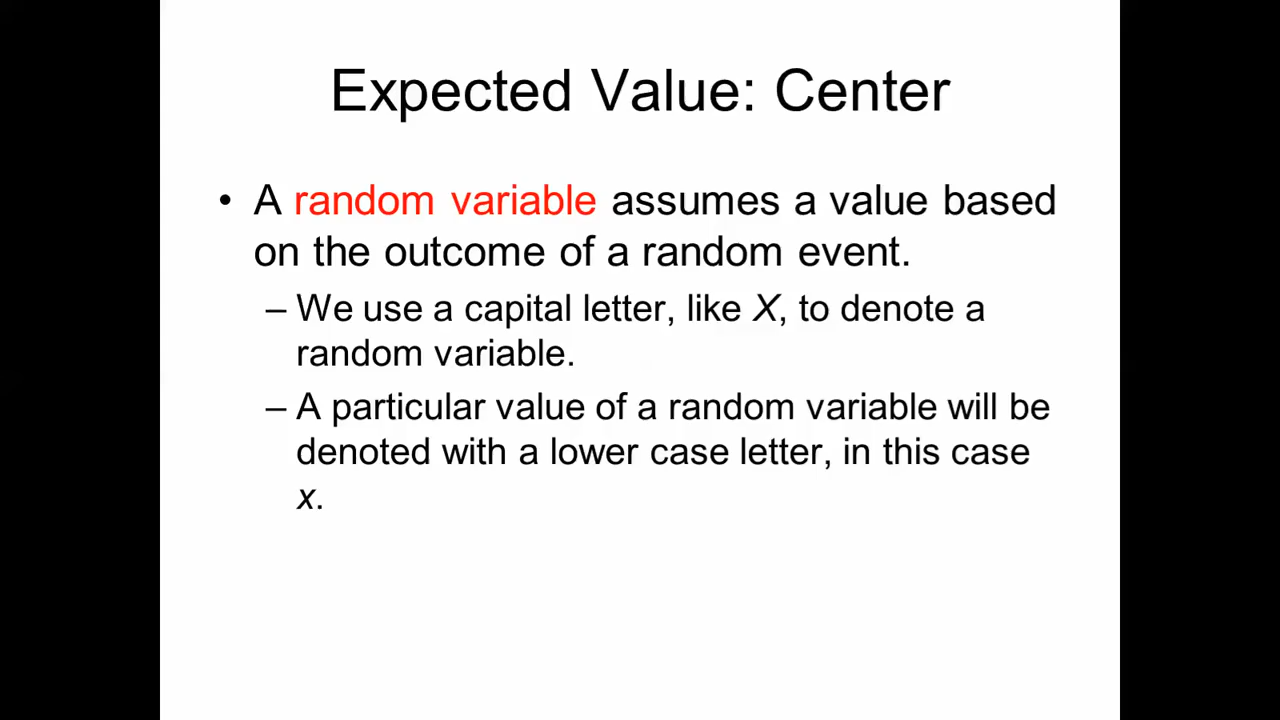 Expected Value: Center
• A random variable assumes a value based
on the outcome of a random event.
– We use a capital letter, like X, to denote a
random variable.
– A particular value of a random variable will be
denoted with a lower case letter, in this case
x.